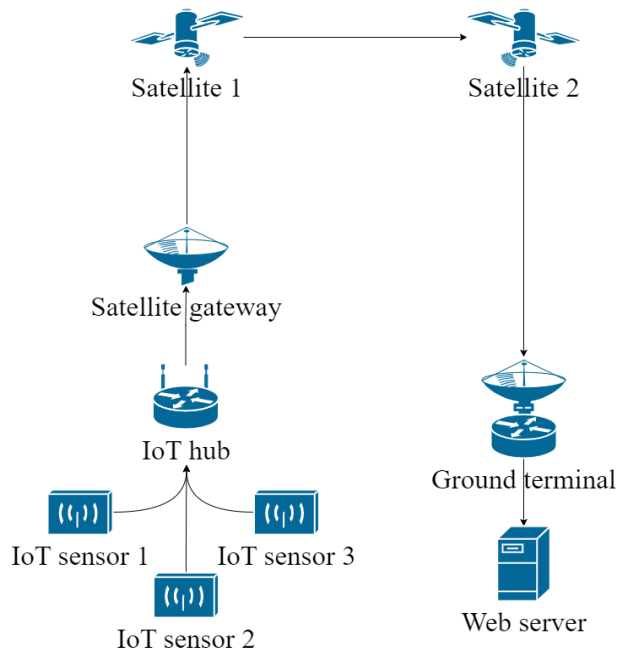 Satellite 1
Satellite 2
Satellite gateway
IoT hub
Ground terminal
IoT sensor 1
IoT sensor 3
IoT sensor 2
Web server